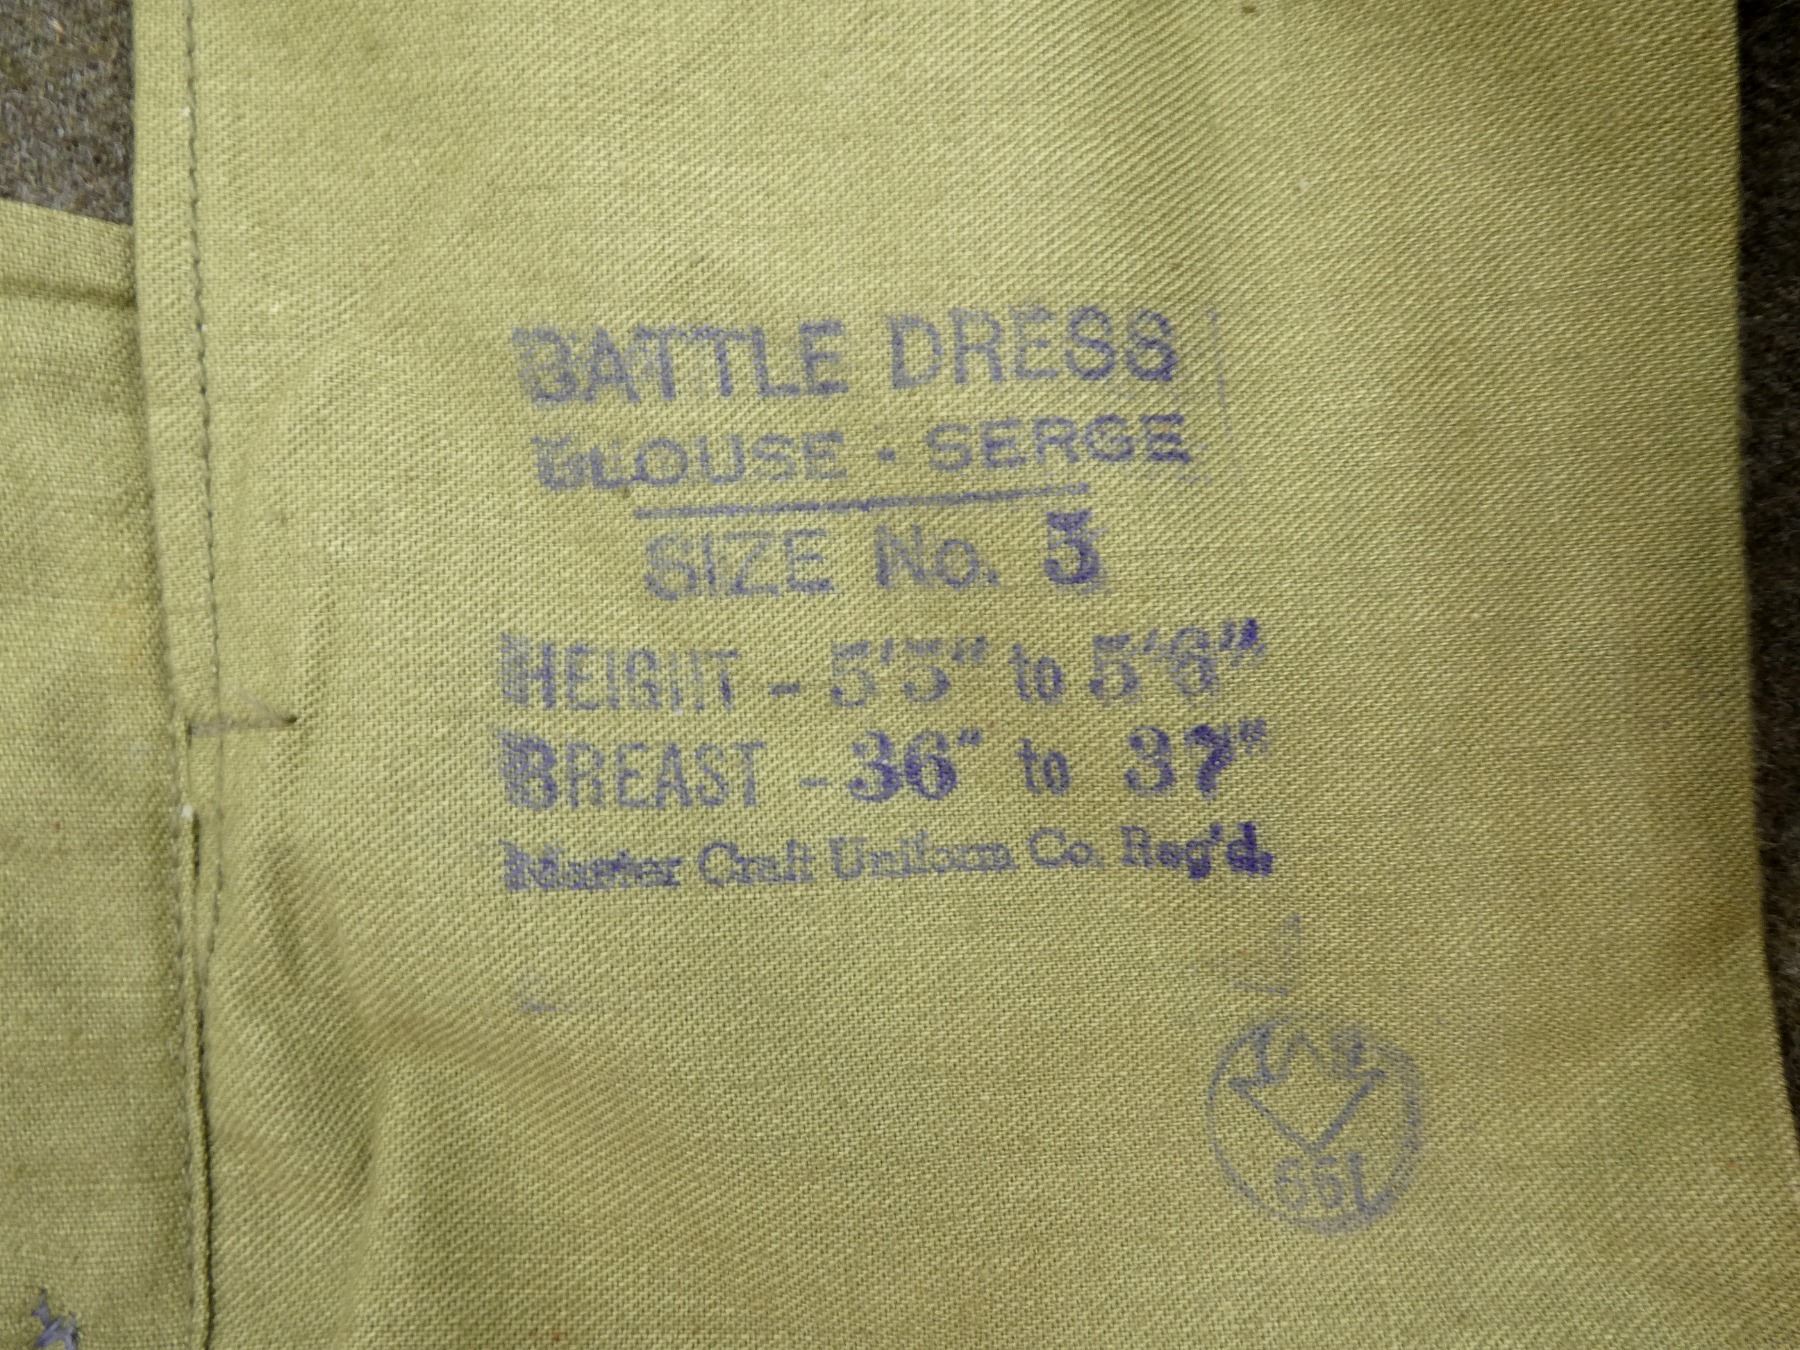 BATTLE DRESS
BLOUSE - SERGE
SIZE No. 5
HEIGHT - 5'5" to 5'6"
BREAST - 36" to 37"
Master Craft Uniform Co. Reg'd.